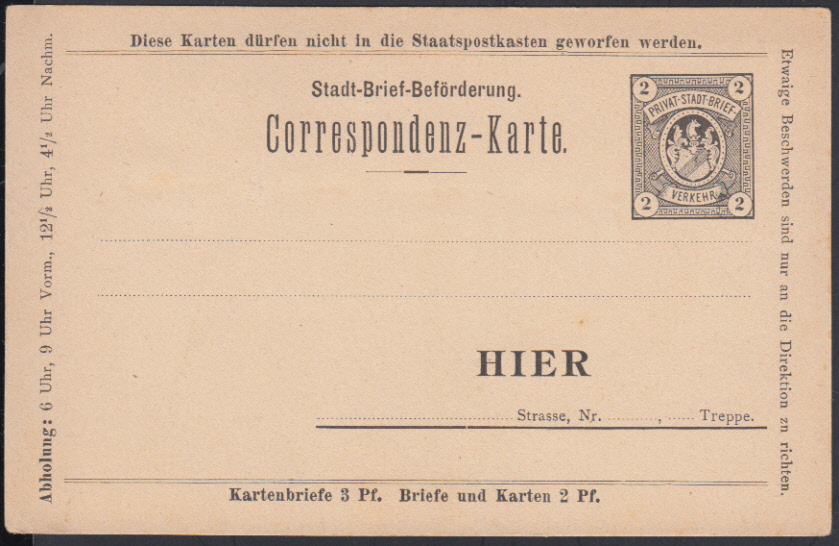 Diese Karten dürfen nicht in die Staatspostkasten geworfen werden.
Stadt-Brief-Beförderung.
Correspondenz-Karte.
2 2
PRIVAT-STADT-BRIEF
VERKEHR
2 2
HIER
Strasse, Nr. , Treppe.
Kartenbriefe 3 Pf. Briefe und Karten 2 Pf.
Abholung: 6 Uhr, 9 Uhr Vorm., 12¹/₂ Uhr, 4¹/₂ Uhr Nachm.
Etwaige Beschwerden sind nur an die Direktion zn richten.